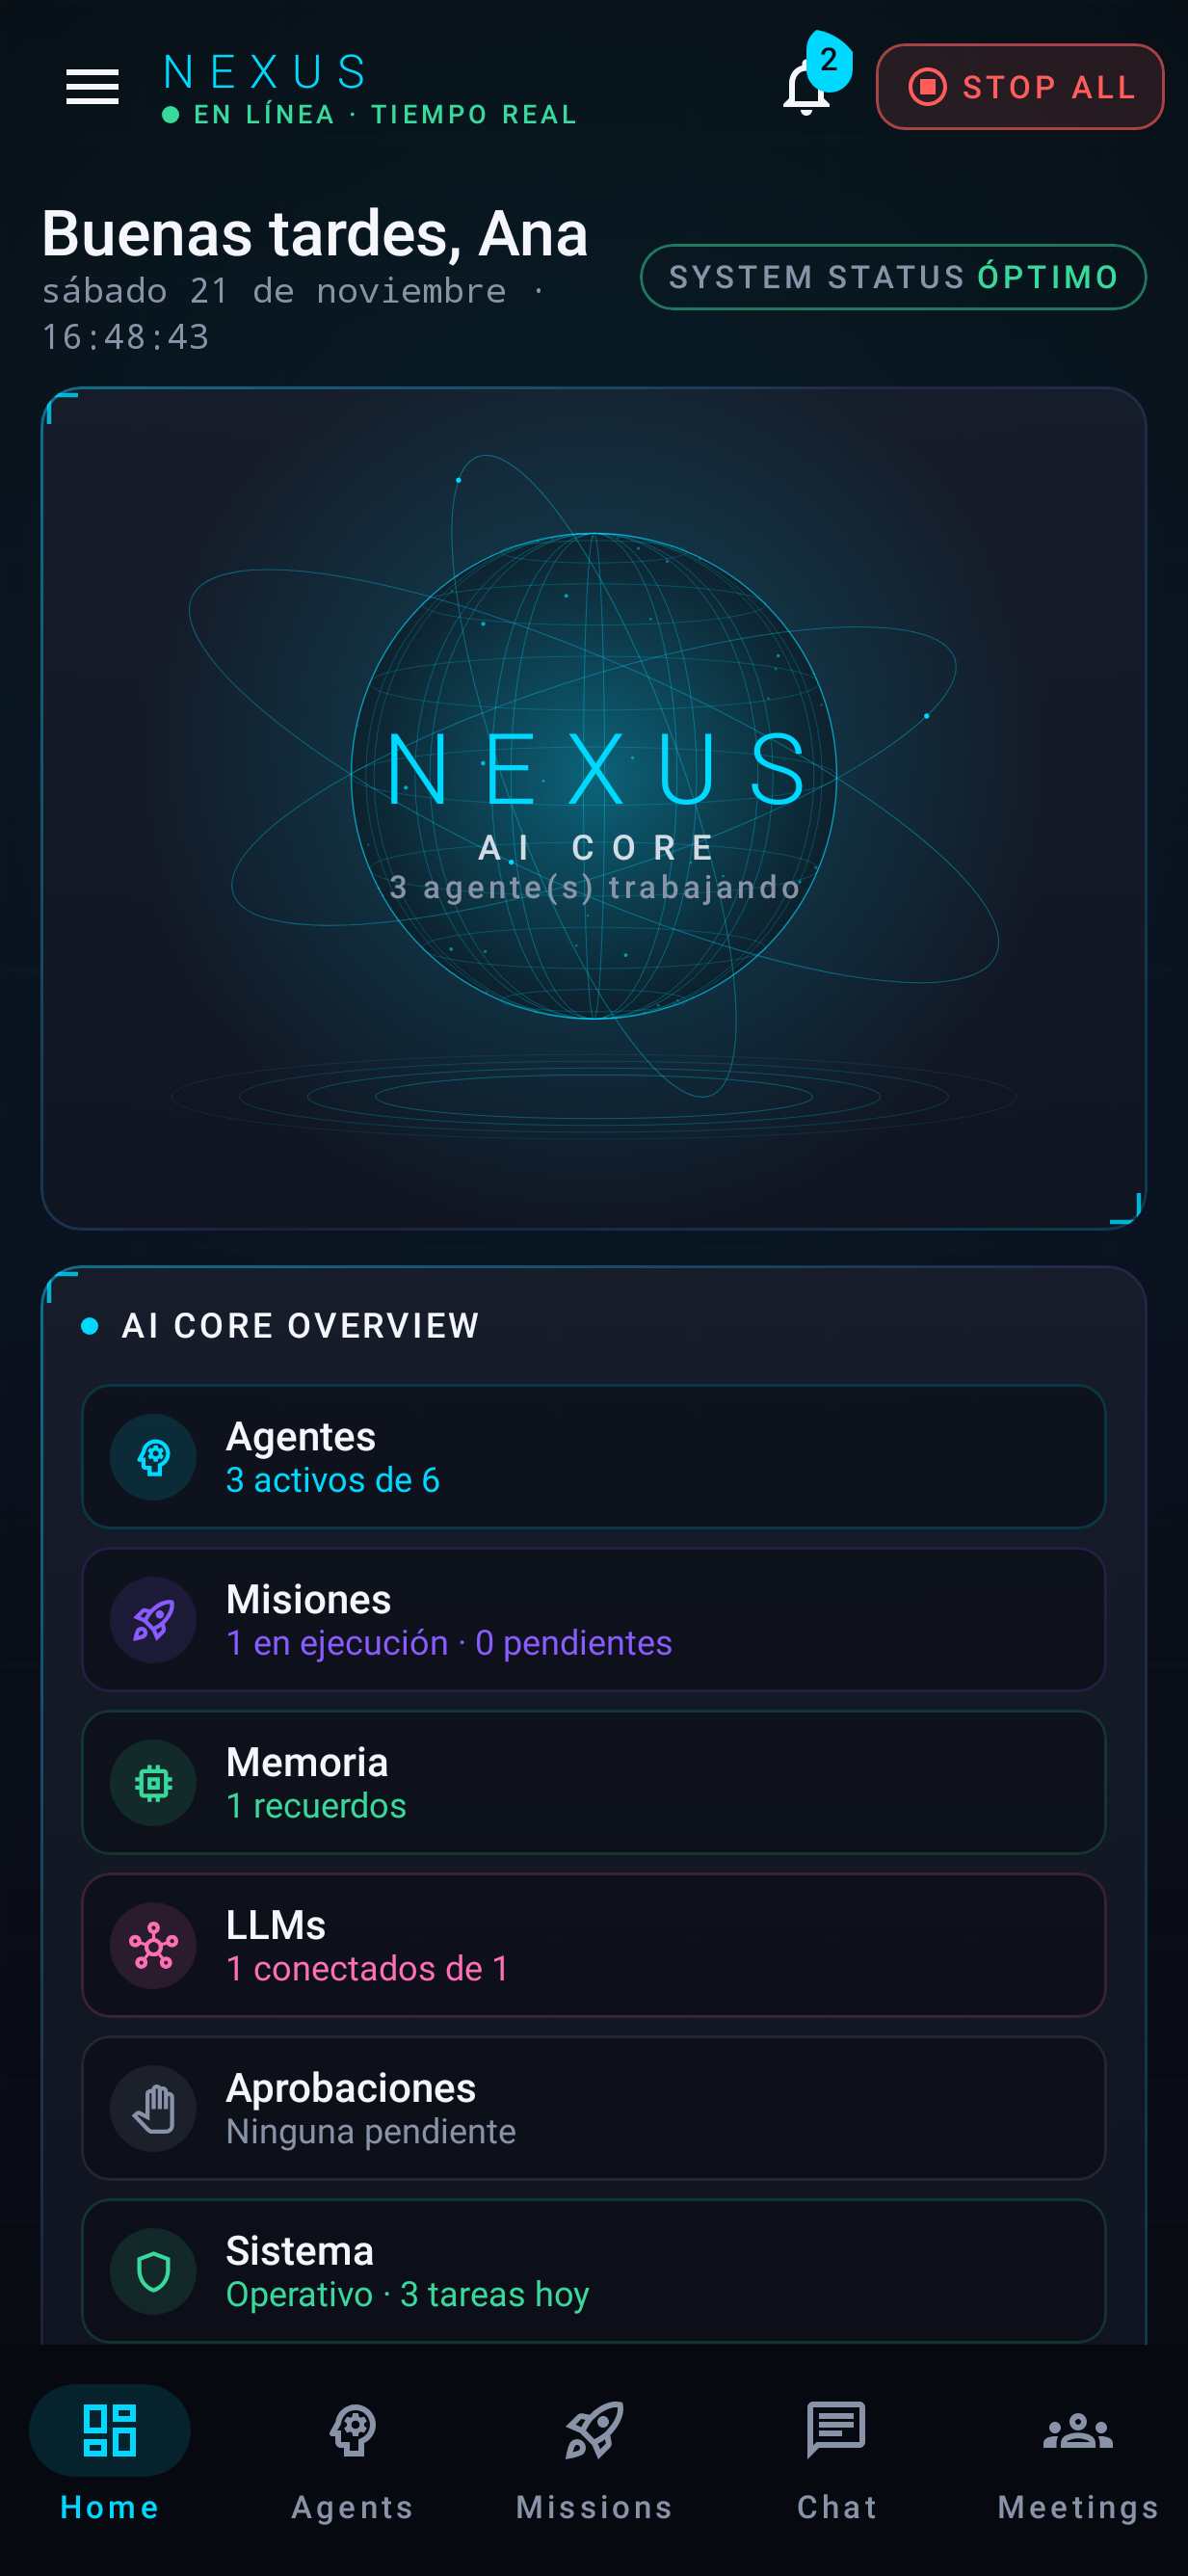 NEXUS
EN LÍNEA · TIEMPO REAL
2
STOP ALL
Buenas tardes, Ana
sábado 21 de noviembre ·
16:48:43
SYSTEM STATUS ÓPTIMO
NEXUS
AI CORE
3 agente(s) trabajando
AI CORE OVERVIEW
Agentes
3 activos de 6
Misiones
1 en ejecución · 0 pendientes
Memoria
1 recuerdos
LLMs
1 conectados de 1
Aprobaciones
Ninguna pendiente
Sistema
Operativo · 3 tareas hoy
Home
Agents
Missions
Chat
Meetings